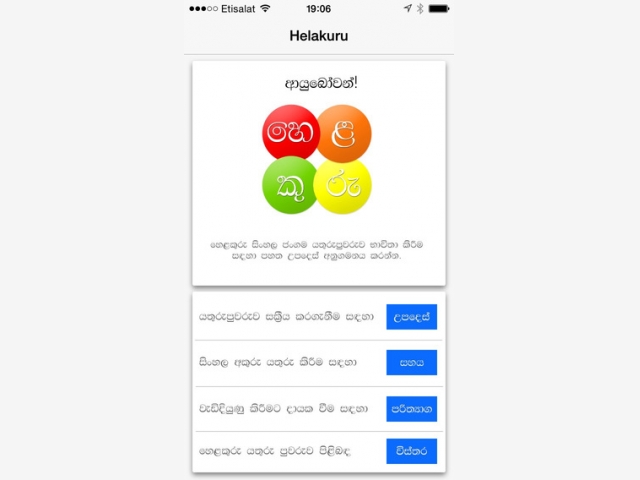 Etisalat 19:06
Helakuru
ආයුබෝවන්!
හෙ ළ
කු රු
හෙළකුරු සිංහල ජංගම යතුරුපුවරුව භාවිතා කිරීම
සඳහා පහත උපදෙස් අනුගමනය කරන්න.
යතුරුපුවරුව සක්‍රීය කරගැනීම සඳහා උපදෙස්
සිංහල අකුරු යතුරු කිරීම සඳහා සහය
වැඩිදියුණු කිරීමට දායක වීම සඳහා පරිත්‍යාග
හෙළකුරු යතුරු පුවරුව පිළිබඳ විස්තර